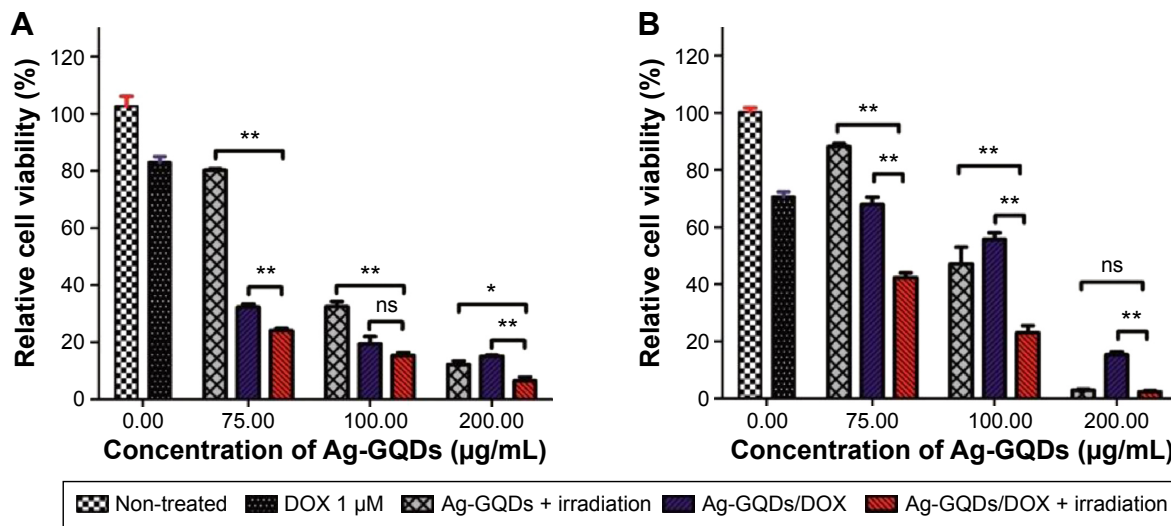 A
B
Relative cell viability (%)
120
100
80
60
40
20
0
**
**
**
ns
*
**
0.00 75.00 100.00 200.00
Concentration of Ag-GQDs (µg/mL)
Relative cell viability (%)
120
100
80
60
40
20
0
**
**
**
**
ns
**
0.00 75.00 100.00 200.00
Concentration of Ag-GQDs (µg/mL)
Non-treated DOX 1 µM Ag-GQDs + irradiation Ag-GQDs/DOX Ag-GQDs/DOX + irradiation